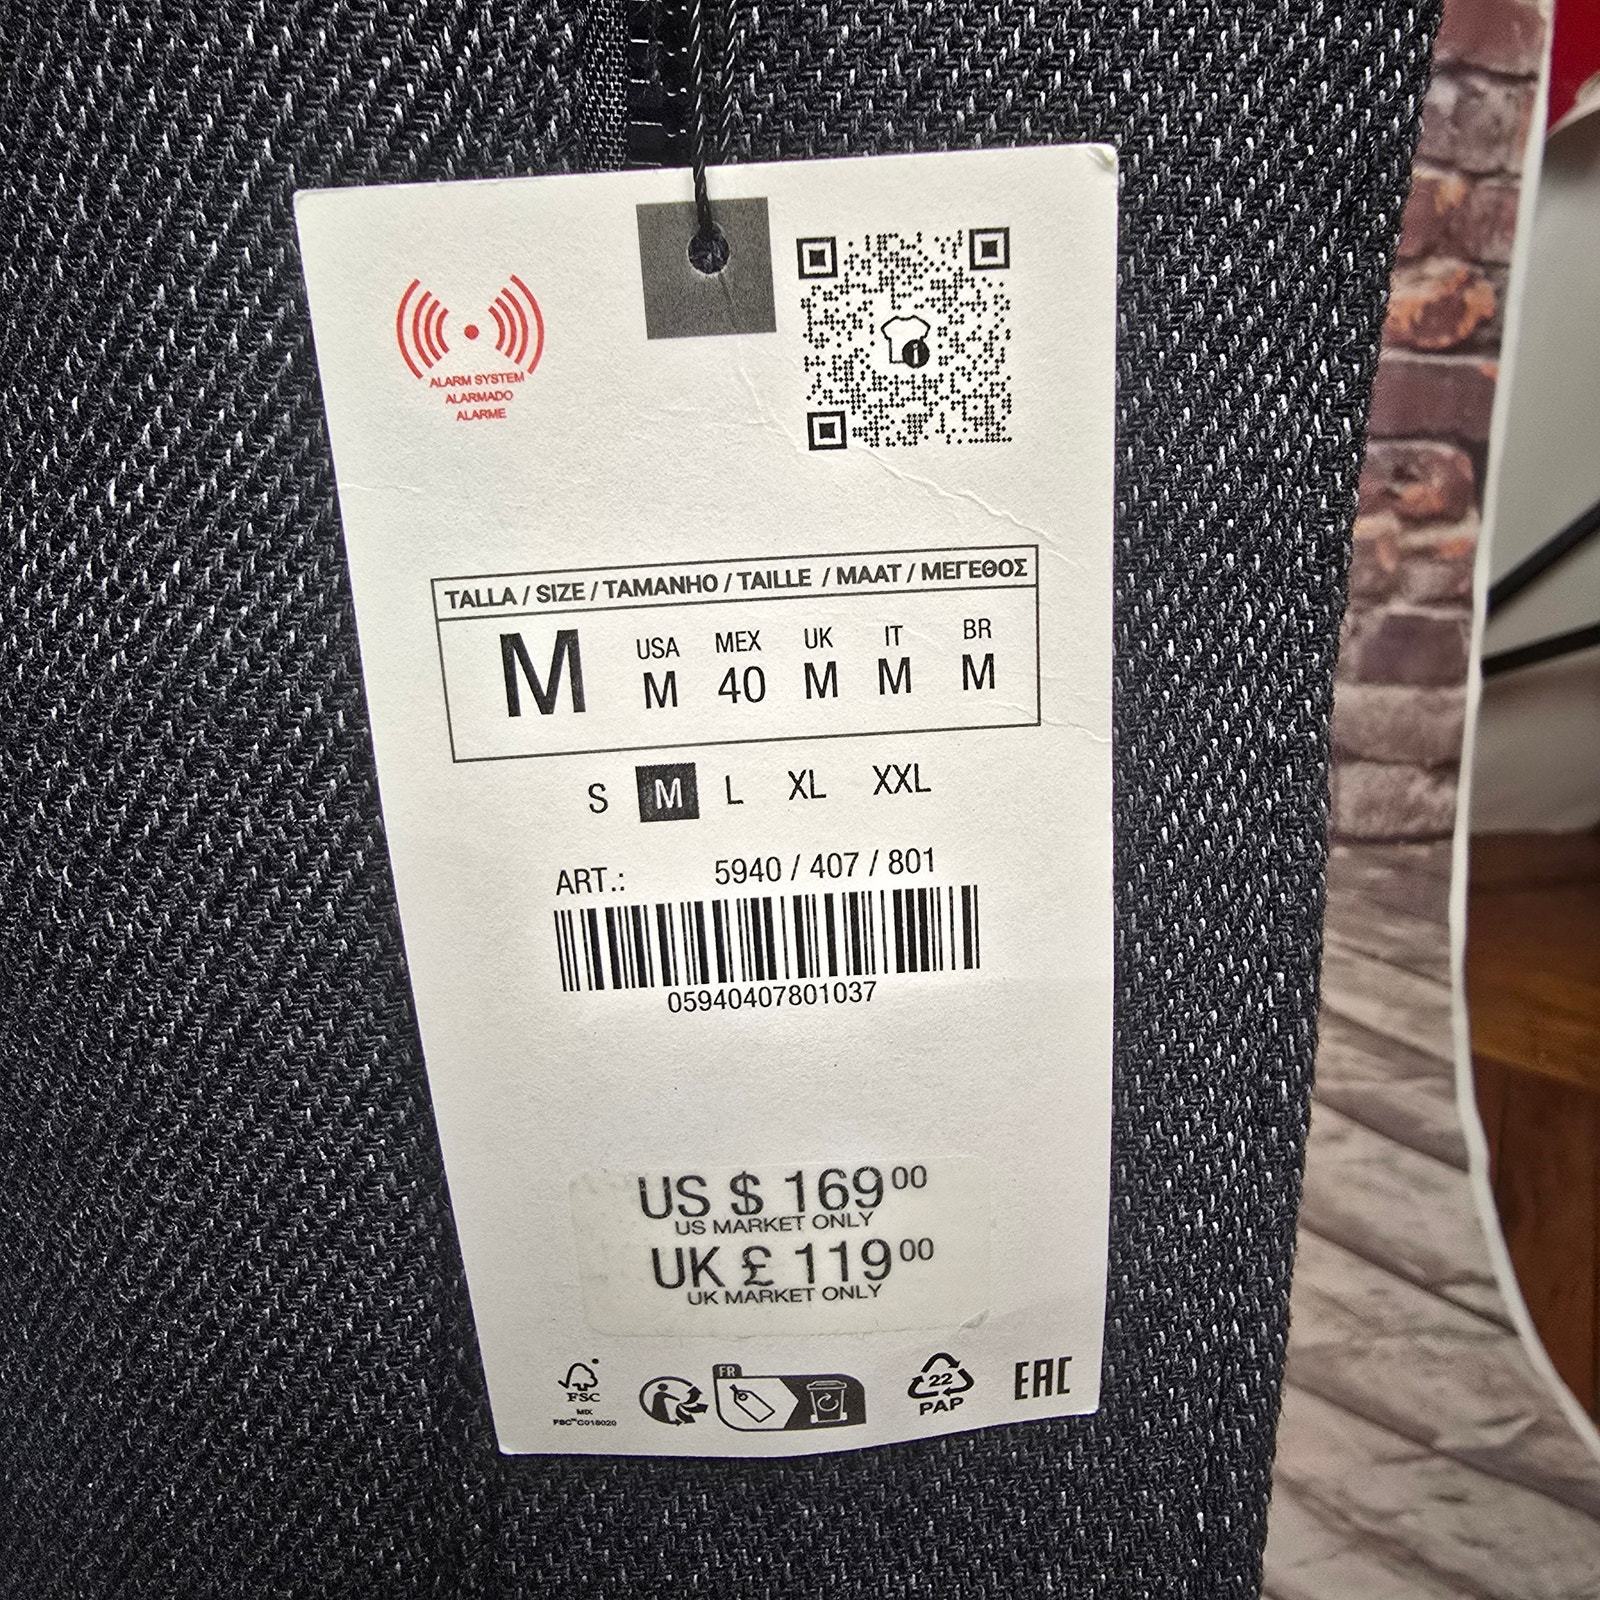 ALARM SYSTEM
ALARMADO
ALARME
TALLA / SIZE / TAMANHO / TAILLE / MAAT / ΜΕΓΕΘΟΣ
M USA MEX UK IT BR
M 40 M M M
S M L XL XXL
ART.: 5940 / 407 / 801
05940407801037
US $ 169 00
US MARKET ONLY
UK £ 119 00
UK MARKET ONLY
FSC
MIX
FSC™ C018020
FR
22
PAP
EAC